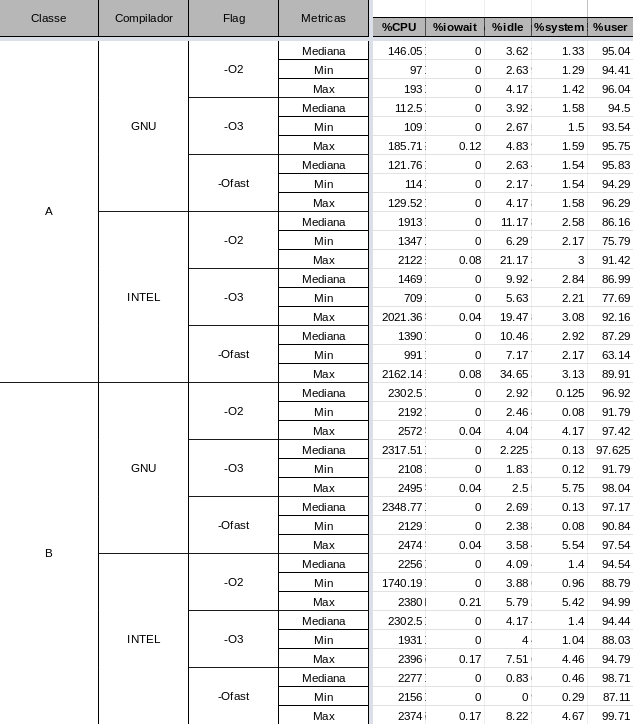 Classe Compilador Flag Metricas %CPU %iowait %idle %system %user
Mediana 146.05 0 3.62 1.33 95.04
-O2 Min 97 0 2.63 1.29 94.41
Max 193 0 4.17 1.42 96.04
Mediana 112.5 0 3.92 1.58 94.5
GNU -O3 Min 109 0 2.67 1.5 93.54
Max 185.71 0.12 4.83 1.59 95.75
Mediana 121.76 0 2.63 1.54 95.83
-Ofast Min 114 0 2.17 1.54 94.29
Max 129.52 0 4.17 1.58 96.29
A
Mediana 1913 0 11.17 2.58 86.16
-O2 Min 1347 0 6.29 2.17 75.79
Max 2122 0.08 21.17 3 91.42
Mediana 1469 0 9.92 2.84 86.99
INTEL -O3 Min 709 0 5.63 2.21 77.69
Max 2021.36 0.04 19.47 3.08 92.16
Mediana 1390 0 10.46 2.92 87.29
-Ofast Min 991 0 7.17 2.17 63.14
Max 2162.14 0.08 34.65 3.13 89.91
Mediana 2302.5 0 2.92 0.125 96.92
-O2 Min 2192 0 2.46 0.08 91.79
Max 2572 0.04 4.04 4.17 97.42
Mediana 2317.51 0 2.225 0.13 97.625
GNU -O3 Min 2108 0 1.83 0.12 91.79
Max 2495 0.04 2.5 5.75 98.04
Mediana 2348.77 0 2.69 0.13 97.17
-Ofast Min 2129 0 2.38 0.08 90.84
Max 2474 0.04 3.58 5.54 97.54
B
Mediana 2256 0 4.09 1.4 94.54
-O2 Min 1740.19 0 3.88 0.96 88.79
Max 2380 0.21 5.79 5.42 94.99
Mediana 2302.5 0 4.17 1.4 94.44
INTEL -O3 Min 1931 0 4 1.04 88.03
Max 2396 0.17 7.51 4.46 94.79
Mediana 2277 0 0.83 0.46 98.71
-Ofast Min 2156 0 0 0.29 87.11
Max 2374 0.17 8.22 4.67 99.71